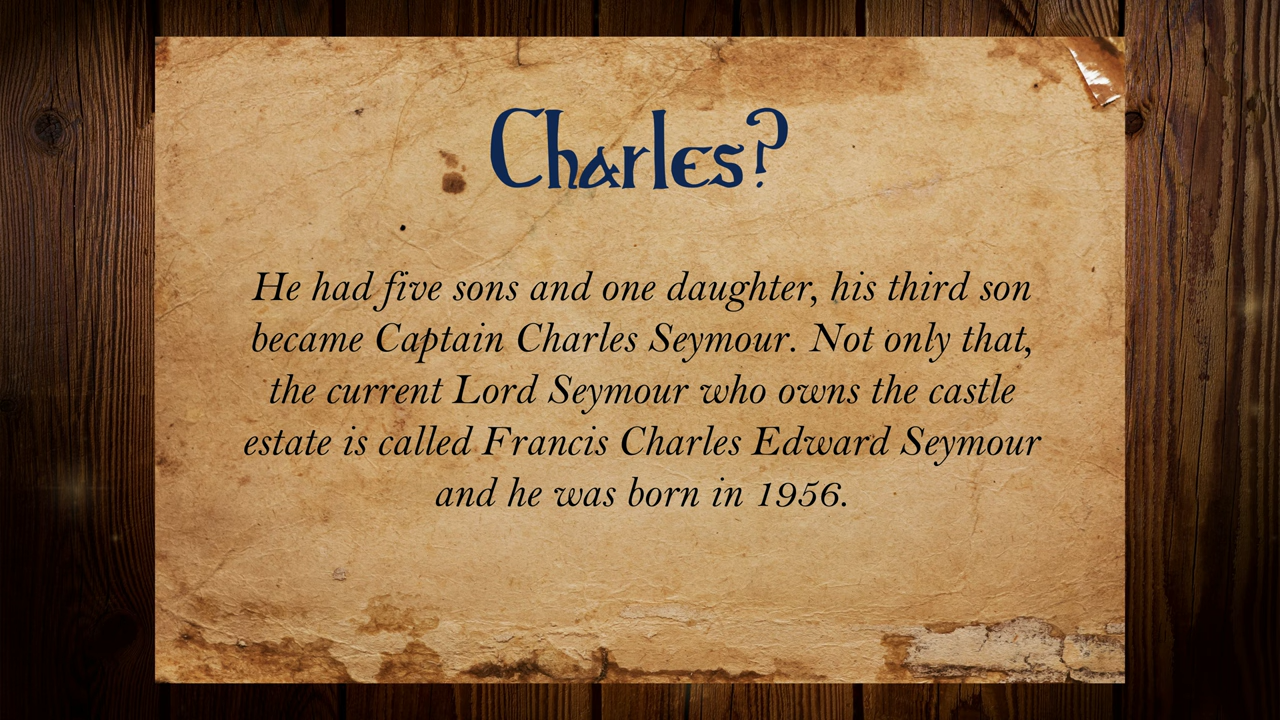 Charles?
He had five sons and one daughter, his third son
became Captain Charles Seymour. Not only that,
the current Lord Seymour who owns the castle
estate is called Francis Charles Edward Seymour
and he was born in 1956.